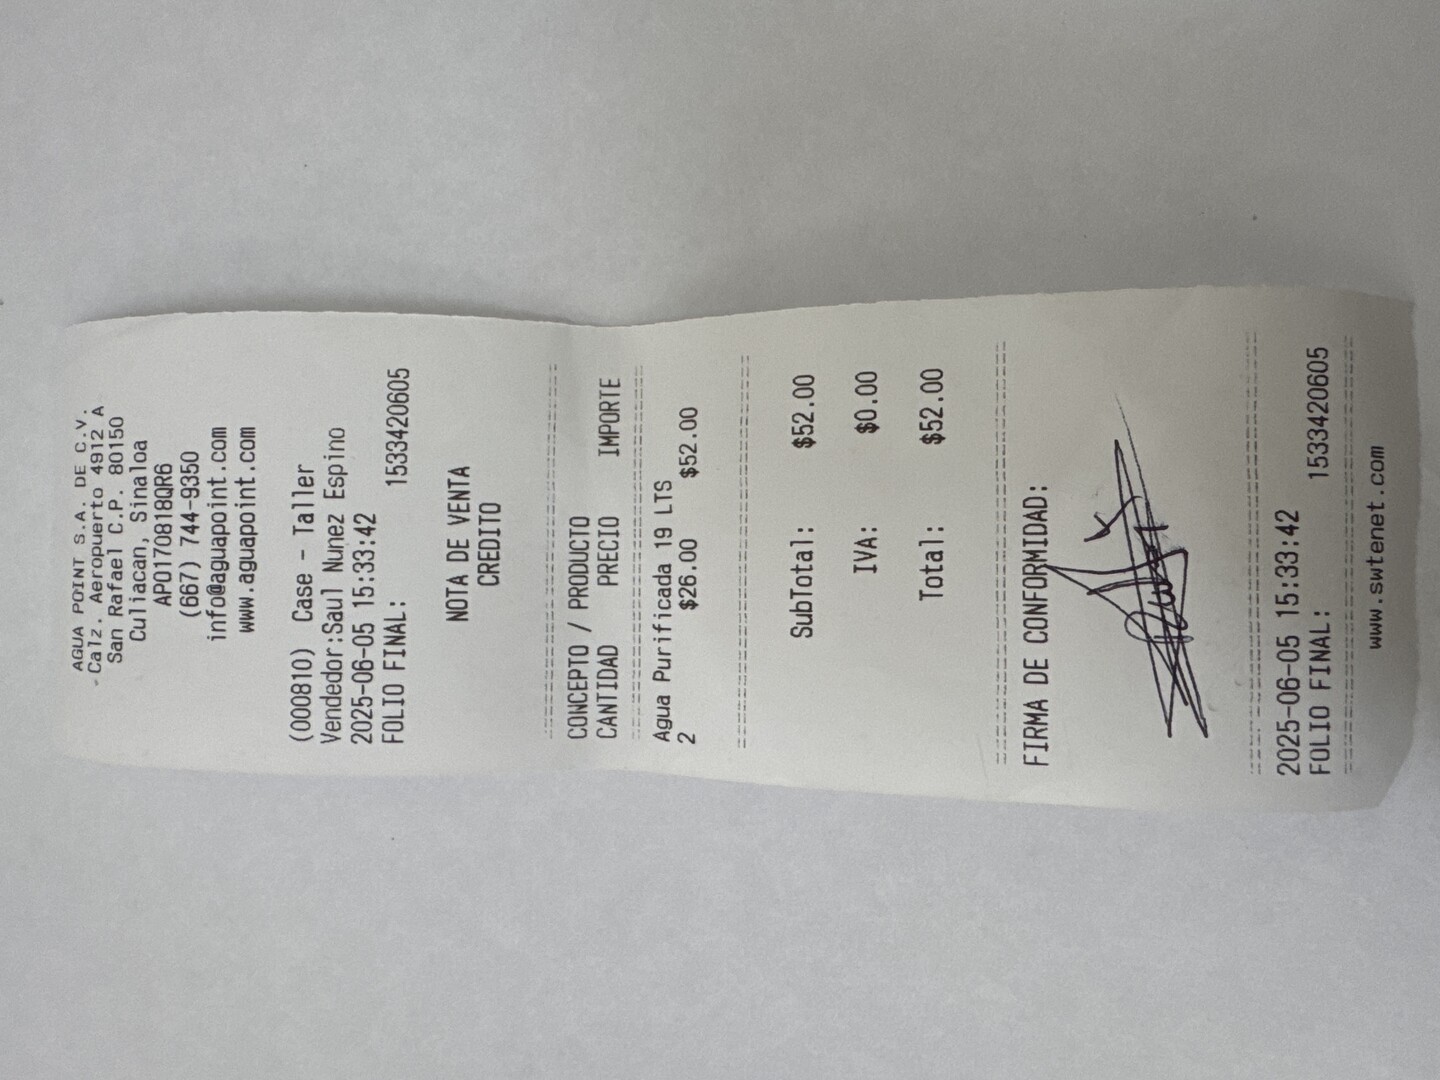 AGUA POINT S.A. DE C.V.
Calz. Aeropuerto 4912 A
San Rafael C.P. 80150
Culiacan, Sinaloa
APO170818QR6
(667) 744-9350
info@aguapoint.com
www.aguapoint.com
(000810) Case - Taller
Vendedor:Saul Nunez Espino
2025-06-05 15:33:42
FOLIO FINAL: 1533420605
NOTA DE VENTA
CREDITO
CONCEPTO / PRODUCTO
CANTIDAD PRECIO IMPORTE
Agua Purificada 19 LTS
2 $26.00 $52.00
SubTotal: $52.00
IVA: $0.00
Total: $52.00
FIRMA DE CONFORMIDAD:
2025-06-05 15:33:42
FOLIO FINAL: 1533420605
www.swtenet.com